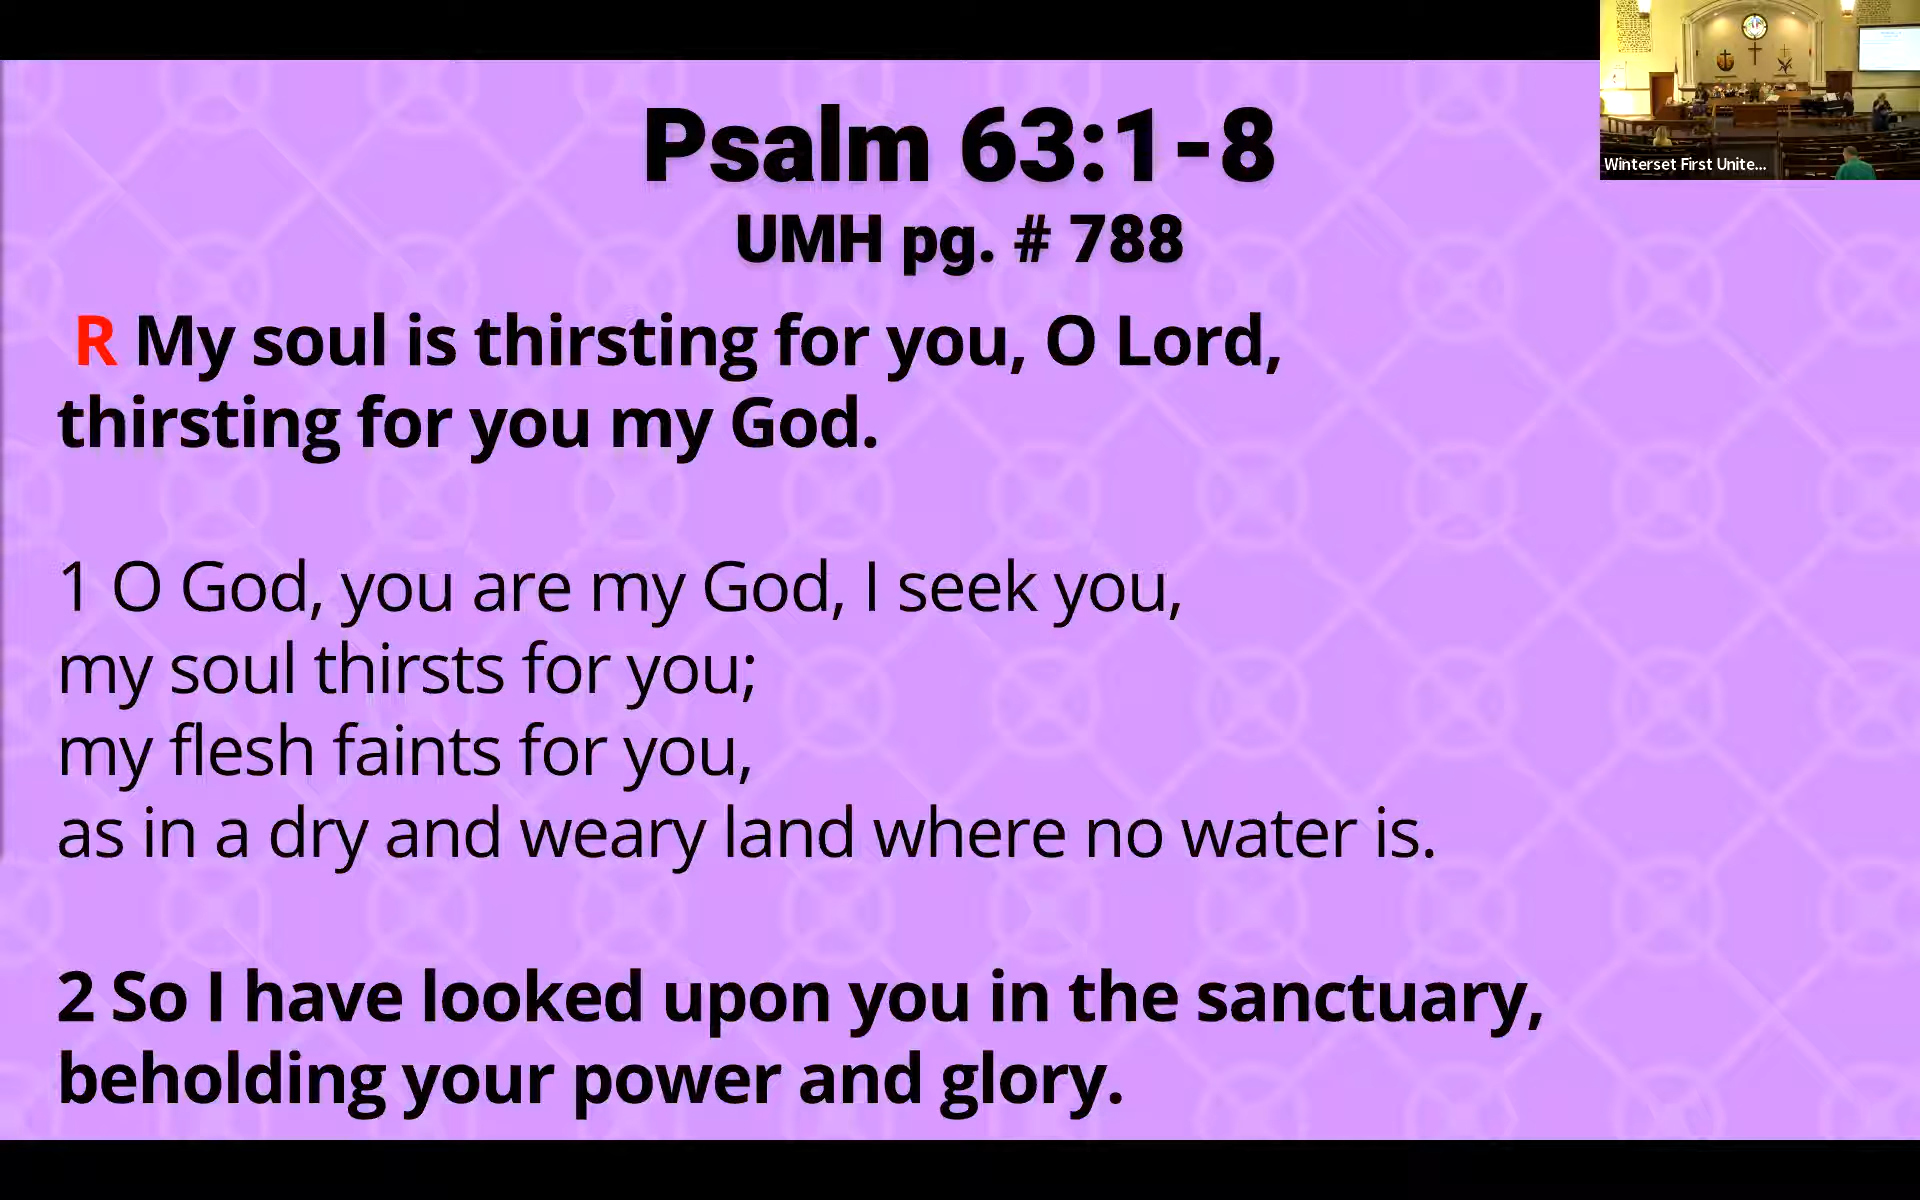 Psalm 63:1-8
UMH pg. # 788
R My soul is thirsting for you, O Lord,
thirsting for you my God.
1 O God, you are my God, I seek you,
my soul thirsts for you;
my flesh faints for you,
as in a dry and weary land where no water is.
2 So I have looked upon you in the sanctuary,
beholding your power and glory.
Winterset First Unite...